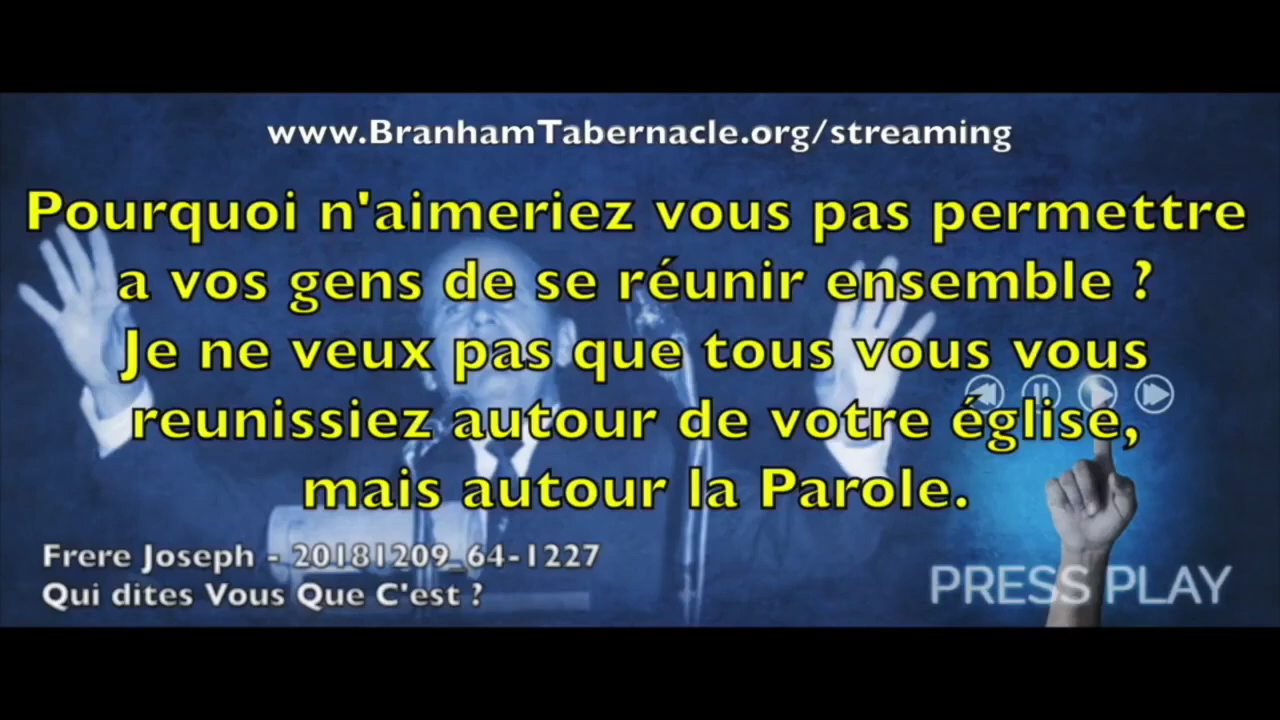 www.BranhamTabernacle.org/streaming
Pourquoi n'aimeriez vous pas permettre
a vos gens de se réunir ensemble ?
Je ne veux pas que tous vous vous
reunissiez autour de votre église,
mais autour la Parole.
Frere Joseph - 20181209_64-1227
Qui dites Vous Que C'est ?
PRESS PLAY